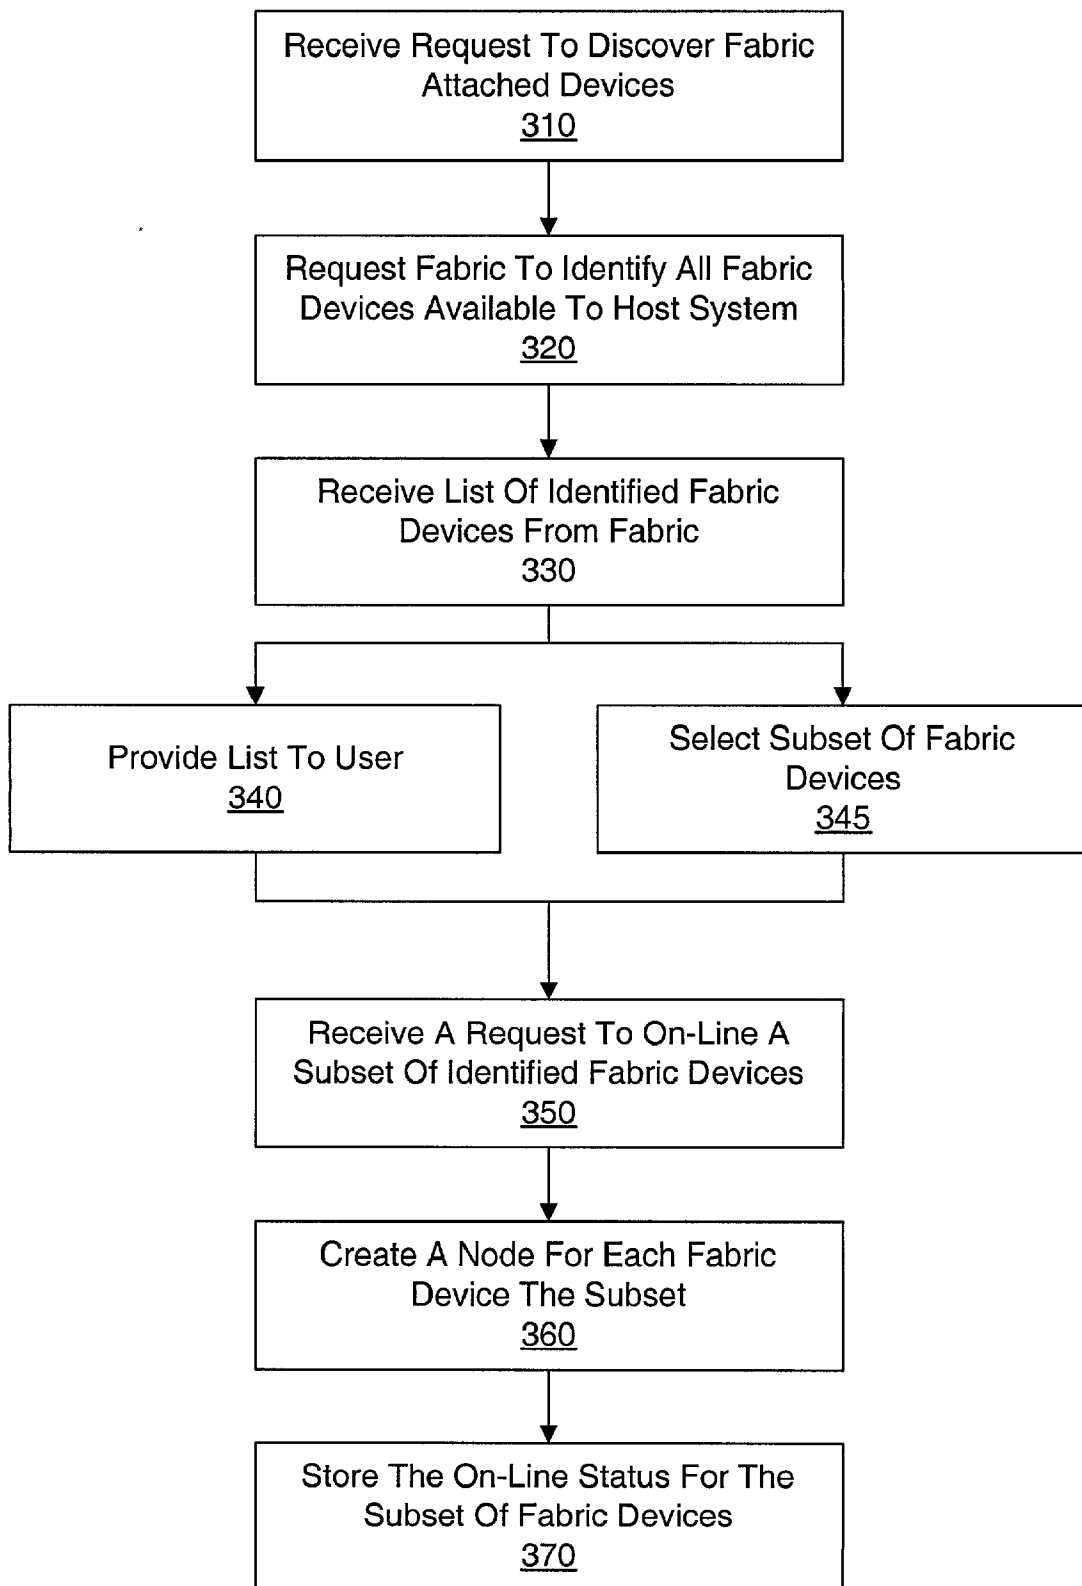 Receive Request To Discover Fabric
Attached Devices
310
Request Fabric To Identify All Fabric
Devices Available To Host System
320
Receive List Of Identified Fabric
Devices From Fabric
330
Provide List To User
340
Select Subset Of Fabric
Devices
345
Receive A Request To On-Line A
Subset Of Identified Fabric Devices
350
Create A Node For Each Fabric
Device The Subset
360
Store The On-Line Status For The
Subset Of Fabric Devices
370